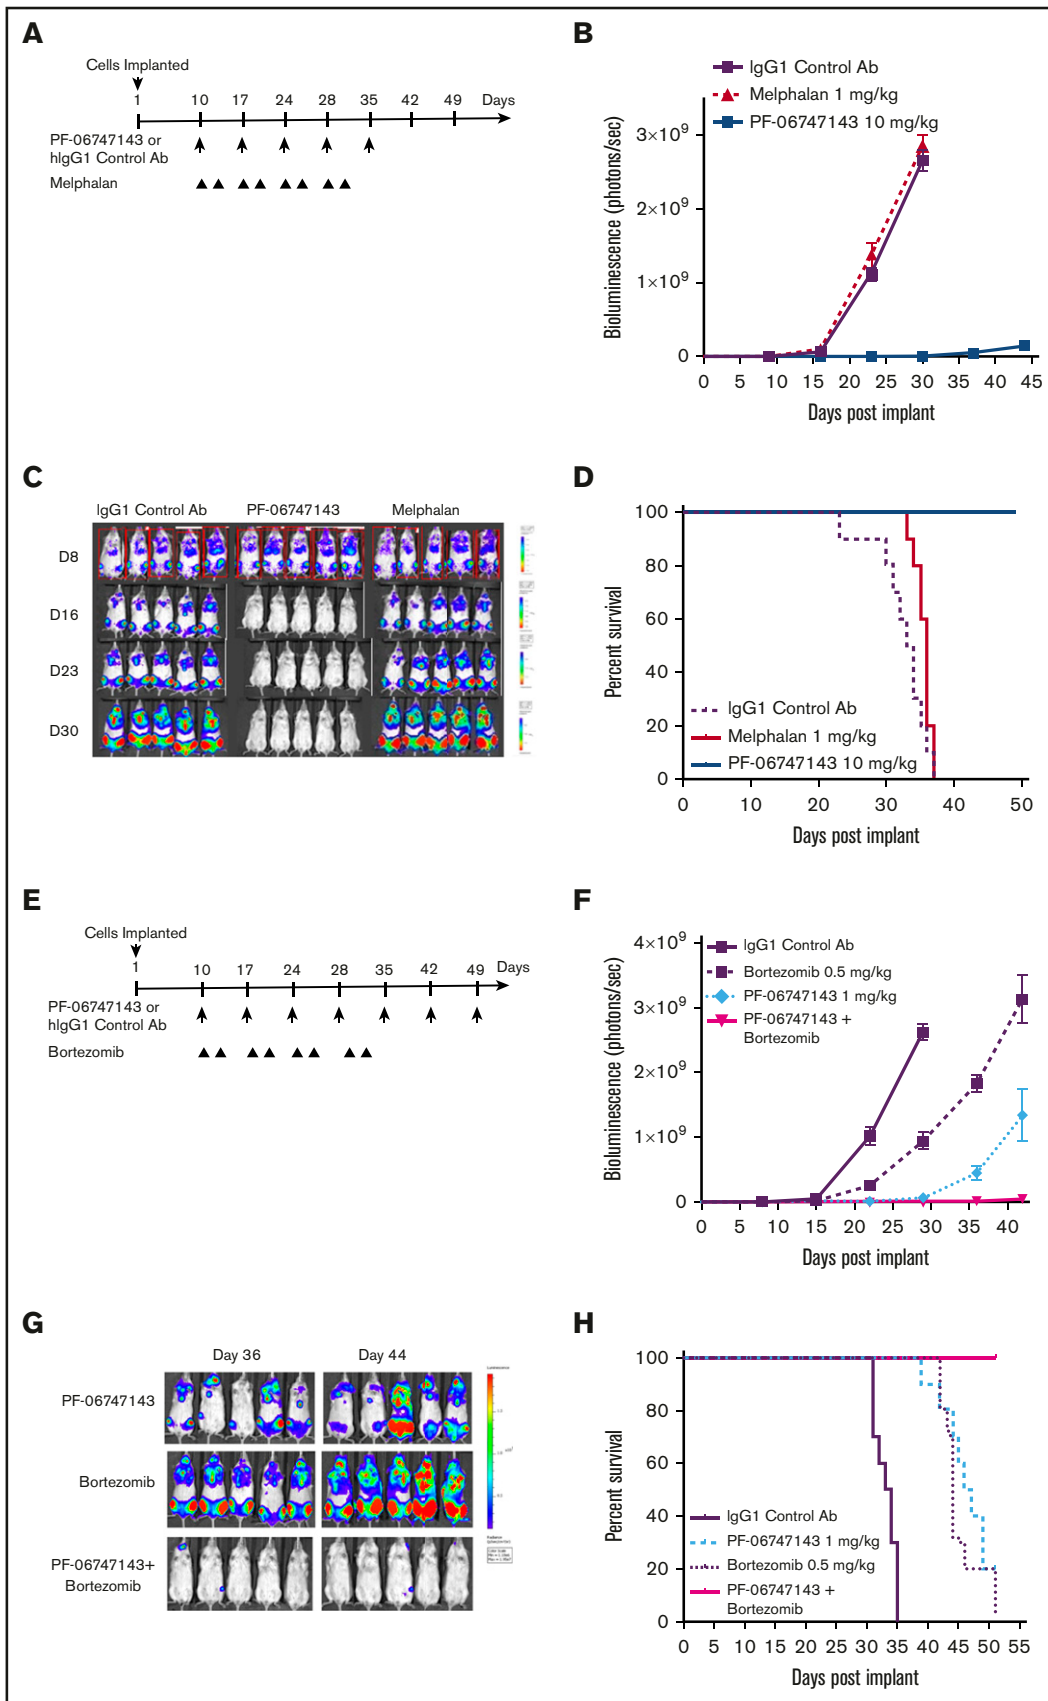 A
Cells Implanted
1 10 17 24 28 35 42 49 Days
PF-06747143 or
hIgG1 Control Ab
Melphalan
B
IgG1 Control Ab
Melphalan 1 mg/kg
PF-06747143 10 mg/kg
3×10⁹
2×10⁹
1×10⁹
0
Bioluminescence (photons/sec)
0 5 10 15 20 25 30 35 40 45
Days post implant
C
IgG1 Control Ab PF-06747143 Melphalan
D8
D16
D23
D30
D
100
80
60
40
20
0
Percent survival
IgG1 Control Ab
Melphalan 1 mg/kg
PF-06747143 10 mg/kg
0 10 20 30 40 50
Days post implant
E
Cells Implanted
1 10 17 24 28 35 42 49 Days
PF-06747143 or
hIgG1 Control Ab
Bortezomib
F
4×10⁹
3×10⁹
2×10⁹
1×10⁹
0
Bioluminescence (photons/sec)
IgG1 Control Ab
Bortezomib 0.5 mg/kg
PF-06747143 1 mg/kg
PF-06747143 +
Bortezomib
0 5 10 15 20 25 30 35 40
Days post implant
G
Day 36 Day 44
PF-06747143
Bortezomib
PF-06747143+
Bortezomib
H
100
80
60
40
20
0
Percent survival
IgG1 Control Ab
PF-06747143 1 mg/kg
Bortezomib 0.5 mg/kg
PF-06747143 +
Bortezomib
0 5 10 15 20 25 30 35 40 45 50 55
Days post implant